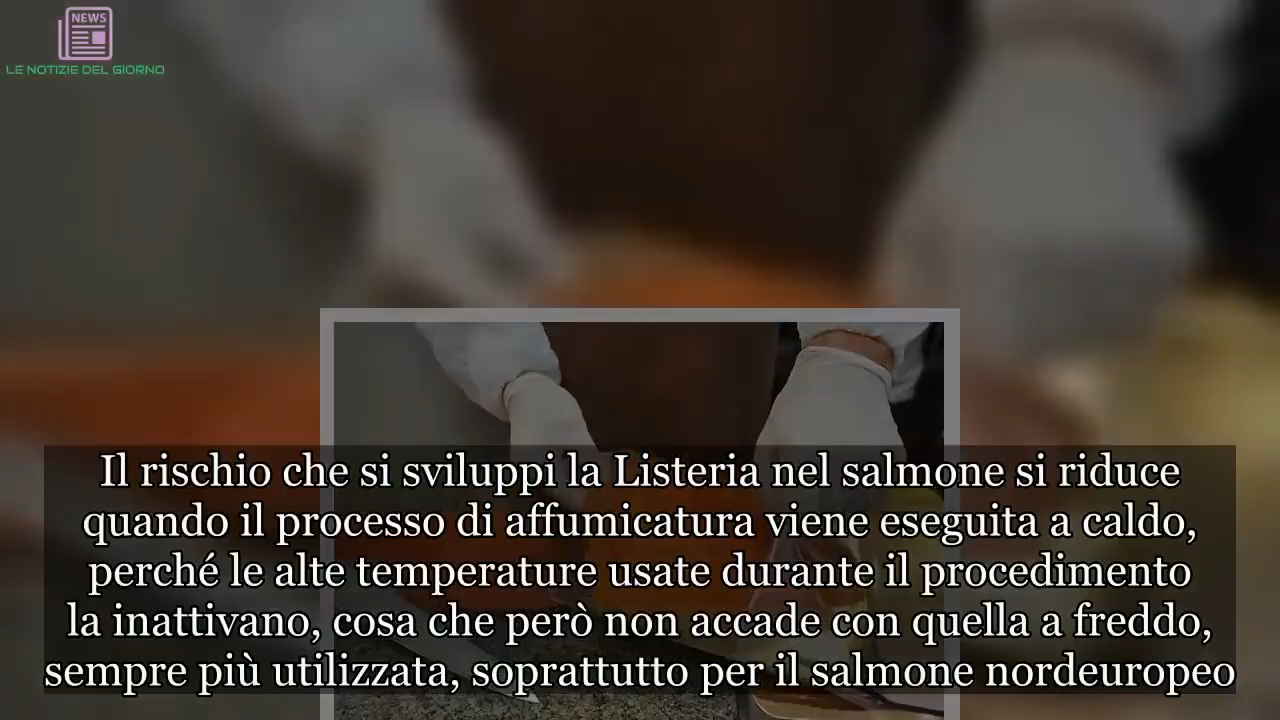 NEWS
LE NOTIZIE DEL GIORNO
Il rischio che si sviluppi la Listeria nel salmone si riduce
quando il processo di affumicatura viene eseguita a caldo,
perché le alte temperature usate durante il procedimento
la inattivano, cosa che però non accade con quella a freddo,
sempre più utilizzata, soprattutto per il salmone nordeuropeo